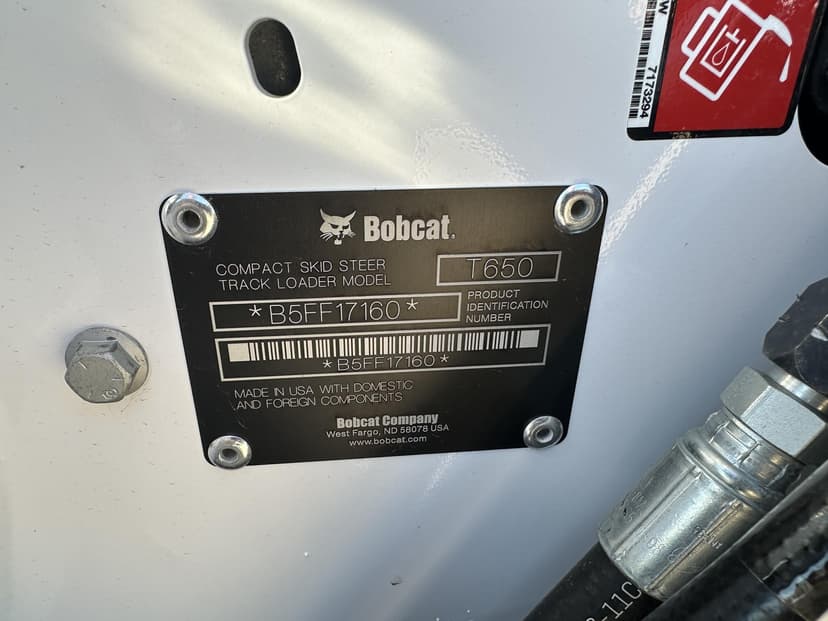 W
7173294
Bobcat.
COMPACT SKID STEER
TRACK LOADER MODEL
T650
*B5FF17160*
PRODUCT
IDENTIFICATION
NUMBER
*B5FF17160*
MADE IN USA WITH DOMESTIC
AND FOREIGN COMPONENTS
Bobcat Company
West Fargo, ND 58078 USA
www.bobcat.com
-11C